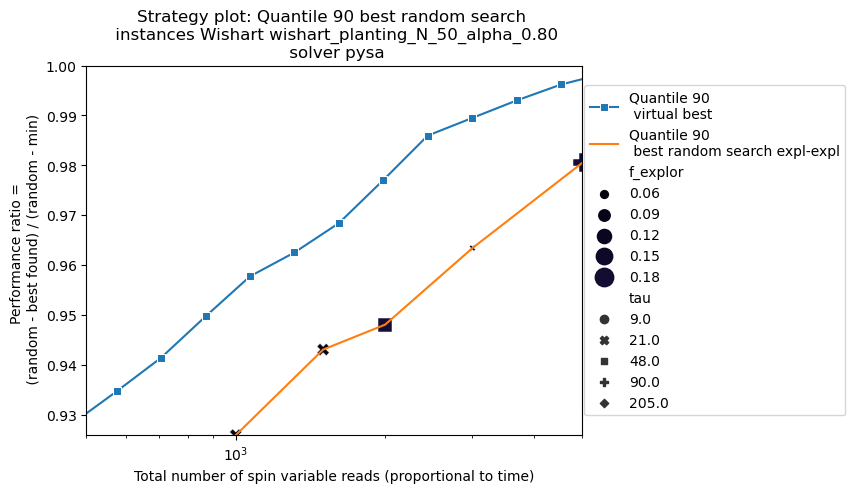 Strategy plot: Quantile 90 best random search
instances Wishart wishart_planting_N_50_alpha_0.80
solver pysa
1.00
0.99
0.98
0.97
0.96
0.95
0.94
0.93
Performance ratio =
(random - best found) / (random - min)
10^3
Total number of spin variable reads (proportional to time)
Quantile 90
virtual best
Quantile 90
best random search expl-expl
f_explor
0.06
0.09
0.12
0.15
0.18
tau
9.0
21.0
48.0
90.0
205.0